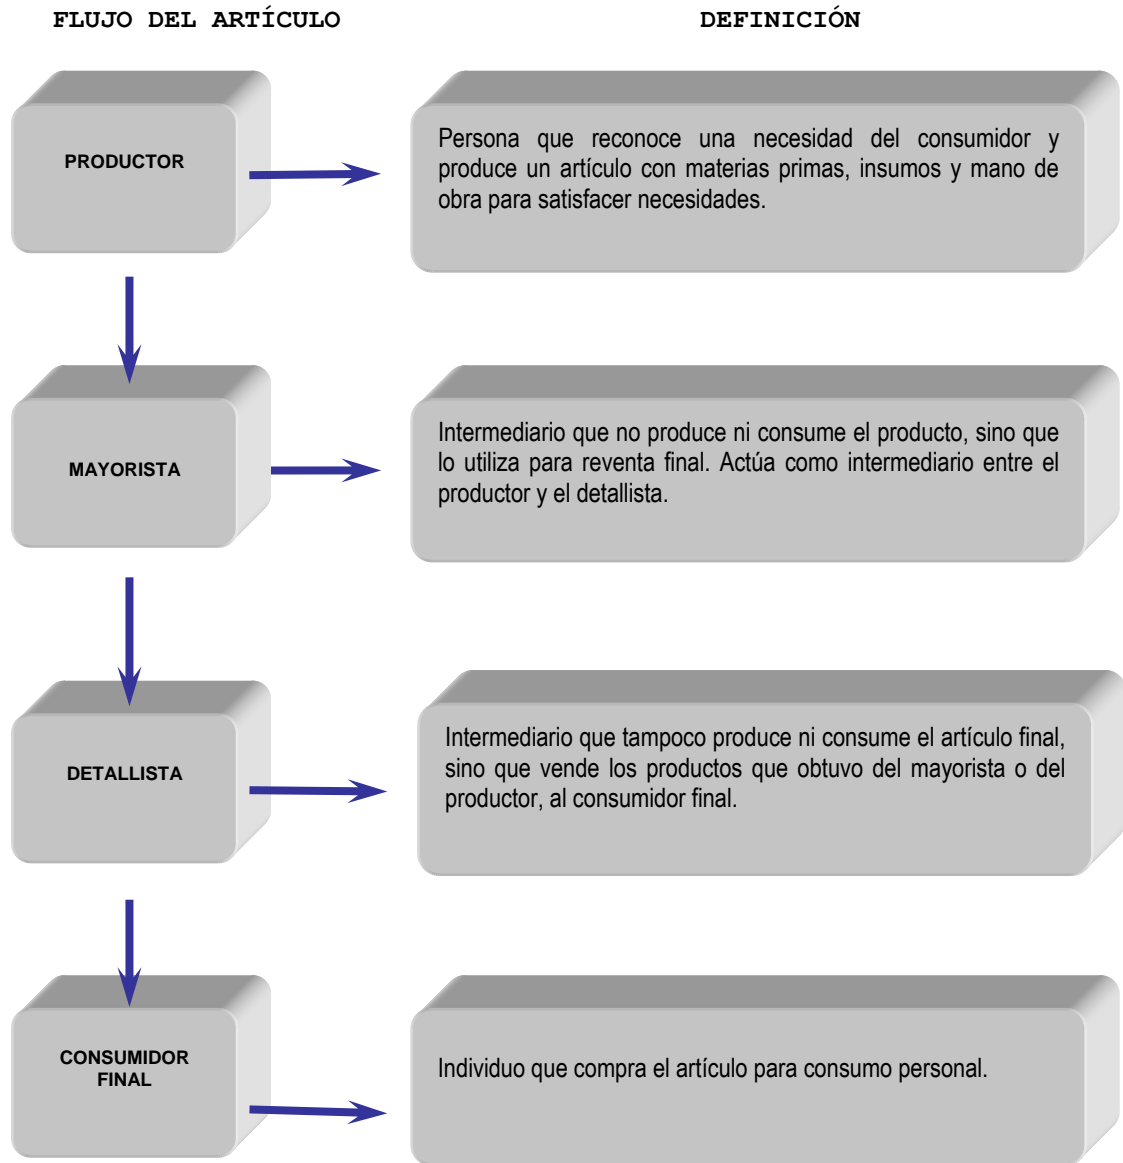 FLUJO DEL ARTÍCULO
DEFINICIÓN
PRODUCTOR
Persona que reconoce una necesidad del consumidor y
produce un artículo con materias primas, insumos y mano de
obra para satisfacer necesidades.
MAYORISTA
Intermediario que no produce ni consume el producto, sino que
lo utiliza para reventa final. Actúa como intermediario entre el
productor y el detallista.
DETALLISTA
Intermediario que tampoco produce ni consume el artículo final,
sino que vende los productos que obtuvo del mayorista o del
productor, al consumidor final.
CONSUMIDOR
FINAL
Individuo que compra el artículo para consumo personal.